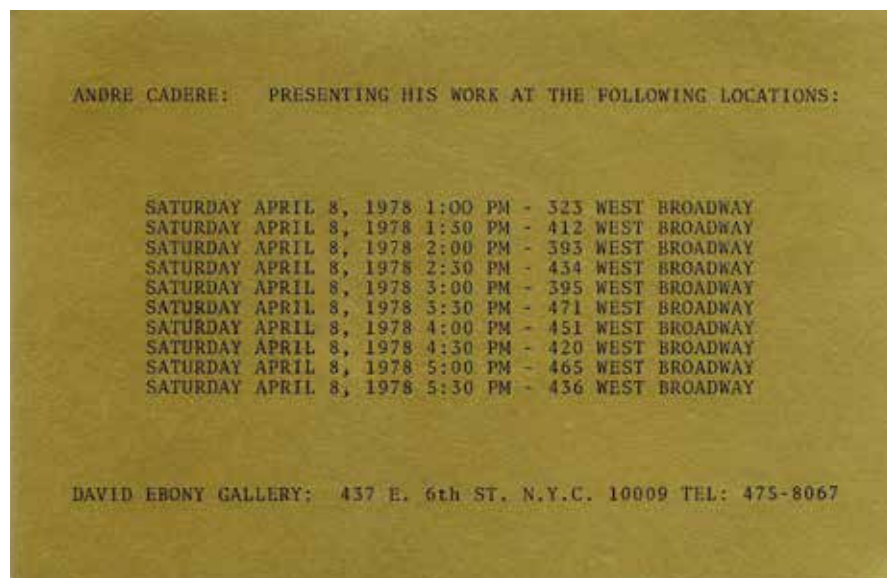 ANDRE CADERE: PRESENTING HIS WORK AT THE FOLLOWING LOCATIONS:
SATURDAY APRIL 8, 1978 1:00 PM - 323 WEST BROADWAY
SATURDAY APRIL 8, 1978 1:30 PM - 412 WEST BROADWAY
SATURDAY APRIL 8, 1978 2:00 PM - 393 WEST BROADWAY
SATURDAY APRIL 8, 1978 2:30 PM - 434 WEST BROADWAY
SATURDAY APRIL 8, 1978 3:00 PM - 395 WEST BROADWAY
SATURDAY APRIL 8, 1978 3:30 PM - 471 WEST BROADWAY
SATURDAY APRIL 8, 1978 4:00 PM - 451 WEST BROADWAY
SATURDAY APRIL 8, 1978 4:30 PM - 420 WEST BROADWAY
SATURDAY APRIL 8, 1978 5:00 PM - 465 WEST BROADWAY
SATURDAY APRIL 8, 1978 5:30 PM - 436 WEST BROADWAY
DAVID EBONY GALLERY: 437 E. 6th ST. N.Y.C. 10009 TEL: 475-8067